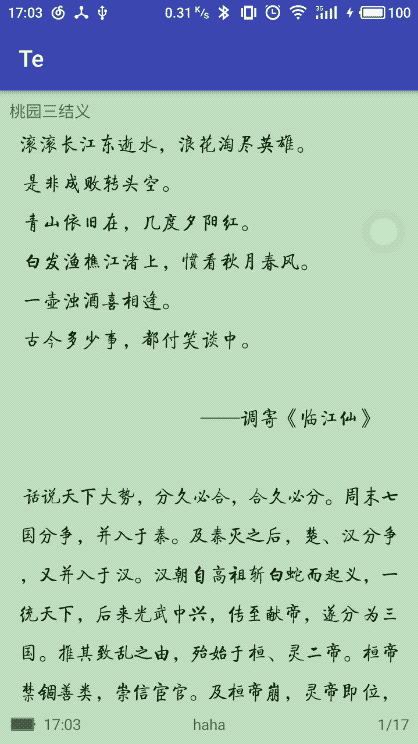 17:03 0.31 K/s 3G 100
Te
桃园三结义
滚滚长江东逝水，浪花淘尽英雄。
是非成败转头空。
青山依旧在，几度夕阳红。
白发渔樵江渚上，惯看秋月春风。
一壶浊酒喜相逢。
古今多少事，都付笑谈中。
——调寄《临江仙》
话说天下大势，分久必合，合久必分。周末七
国分争，并入于秦。及秦灭之后，楚、汉分争
，又并入于汉。汉朝自高祖斩白蛇而起义，一
统天下，后来光武中兴，传至献帝，遂分为三
国。推其致乱之由，殆始于桓、灵二帝。桓帝
禁锢善类，崇信宦官。及桓帝崩，灵帝即位，
17:03 haha 1/17